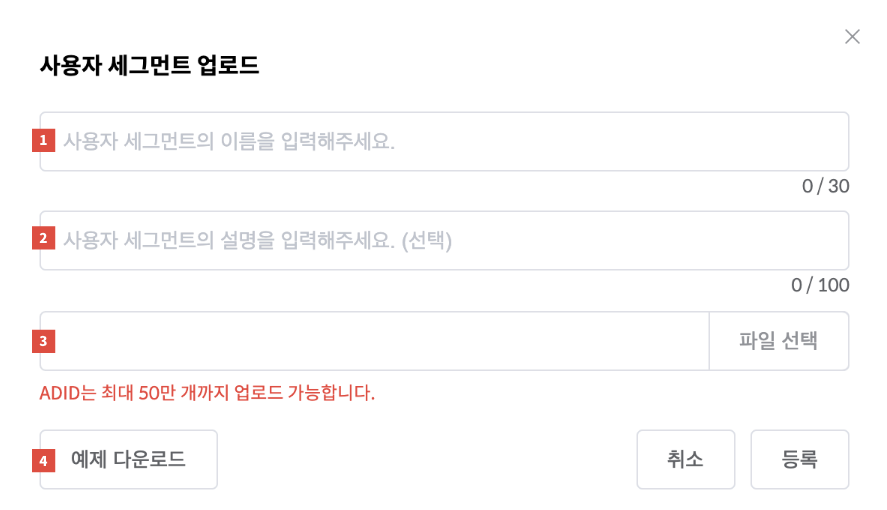 사용자 세그먼트 업로드
1 사용자 세그먼트의 이름을 입력해주세요.
0 / 30
2 사용자 세그먼트의 설명을 입력해주세요. (선택)
0 / 100
3 파일 선택
ADID는 최대 50만 개까지 업로드 가능합니다.
4 예제 다운로드 취소 등록